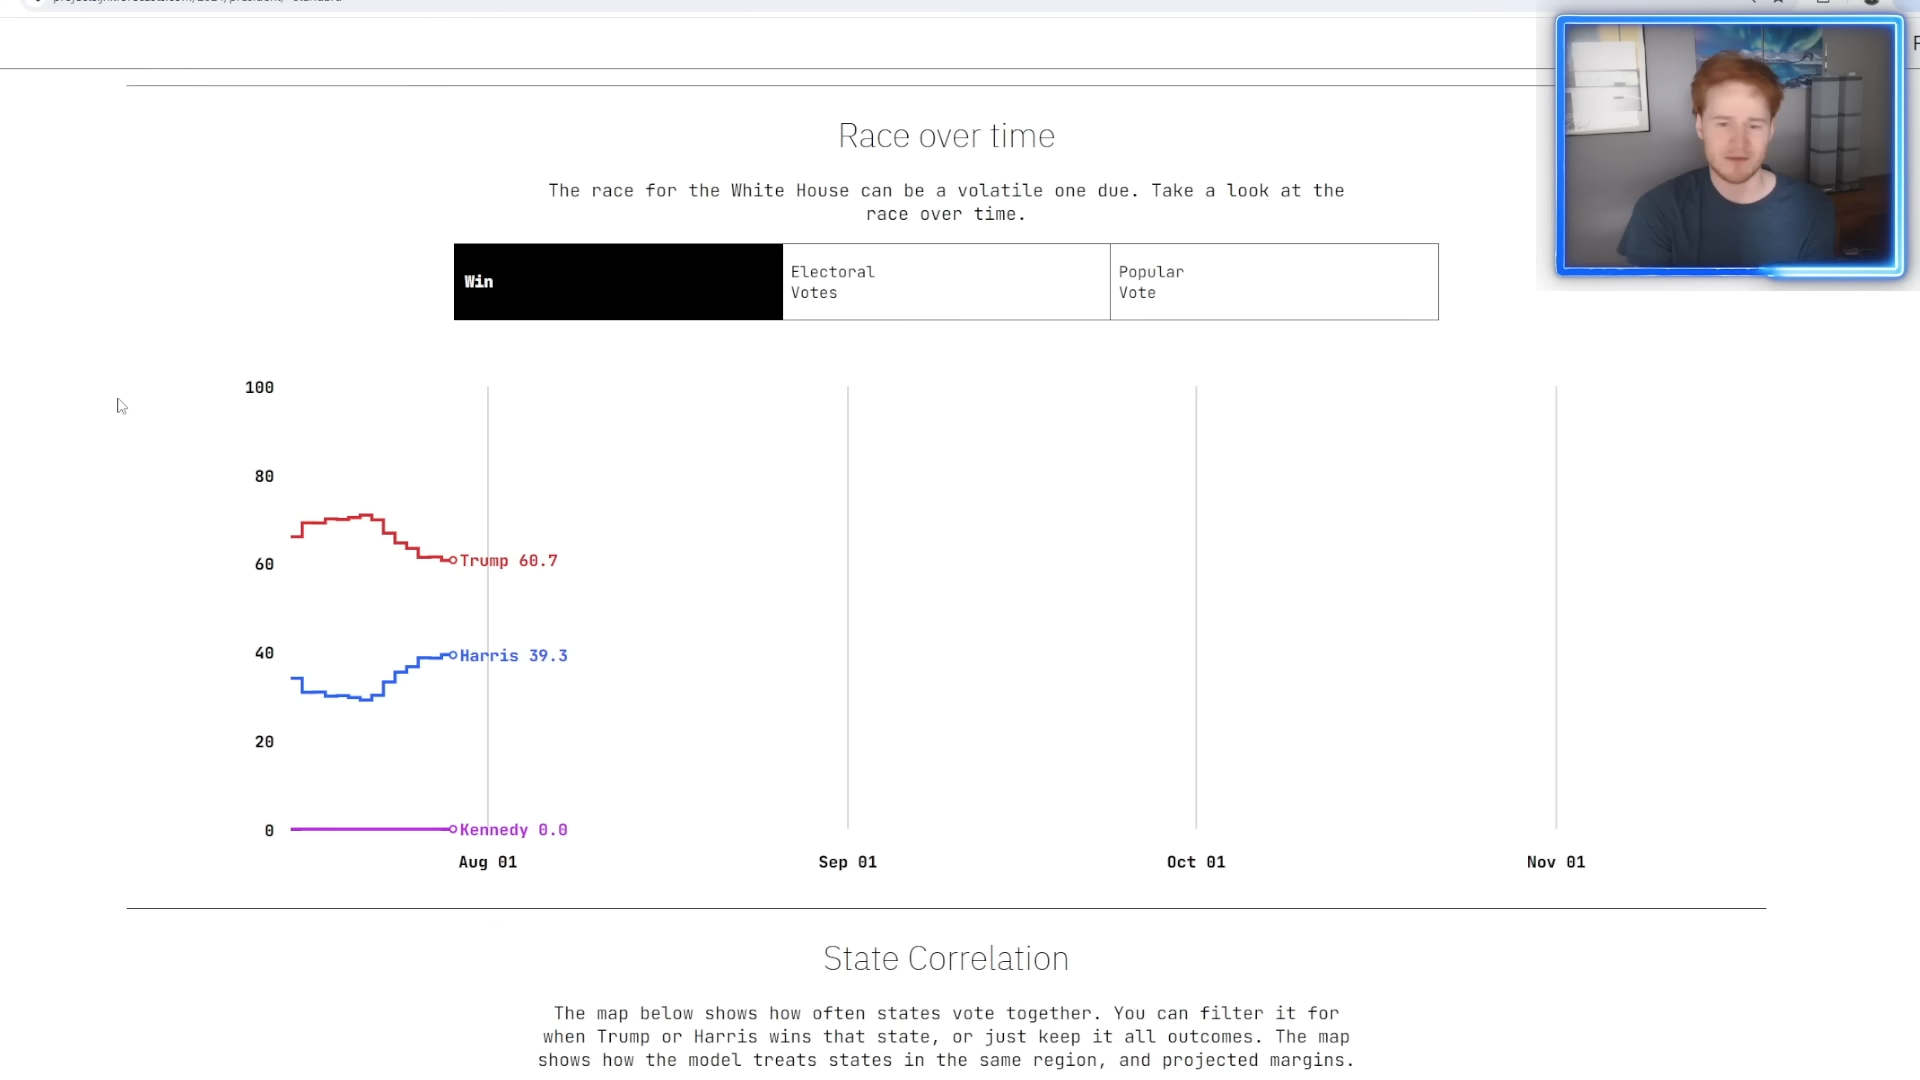 Race over time
The race for the White House can be a volatile one due. Take a look at the
race over time.
Win
Electoral
Votes
Popular
Vote
100
80
60
40
20
0
Trump 60.7
Harris 39.3
Kennedy 0.0
Aug 01
Sep 01
Oct 01
Nov 01
State Correlation
The map below shows how often states vote together. You can filter it for
when Trump or Harris wins that state, or just keep it all outcomes. The map
shows how the model treats states in the same region, and projected margins.